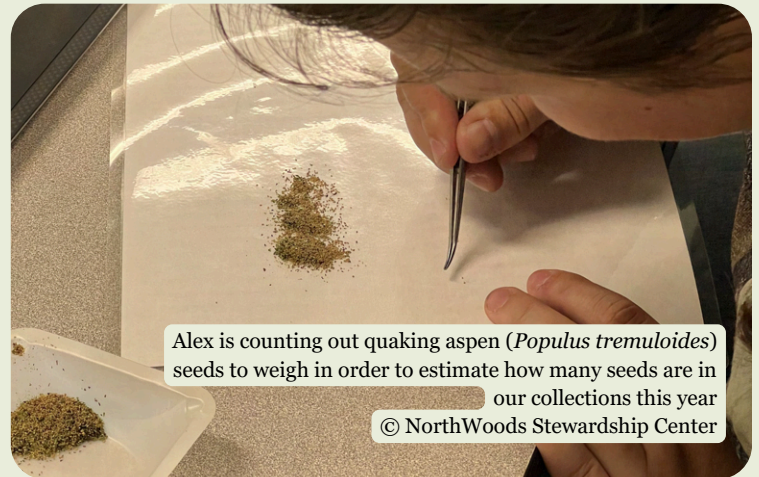 Alex is counting out quaking aspen (Populus tremuloides)
seeds to weigh in order to estimate how many seeds are in
our collections this year
© NorthWoods Stewardship Center